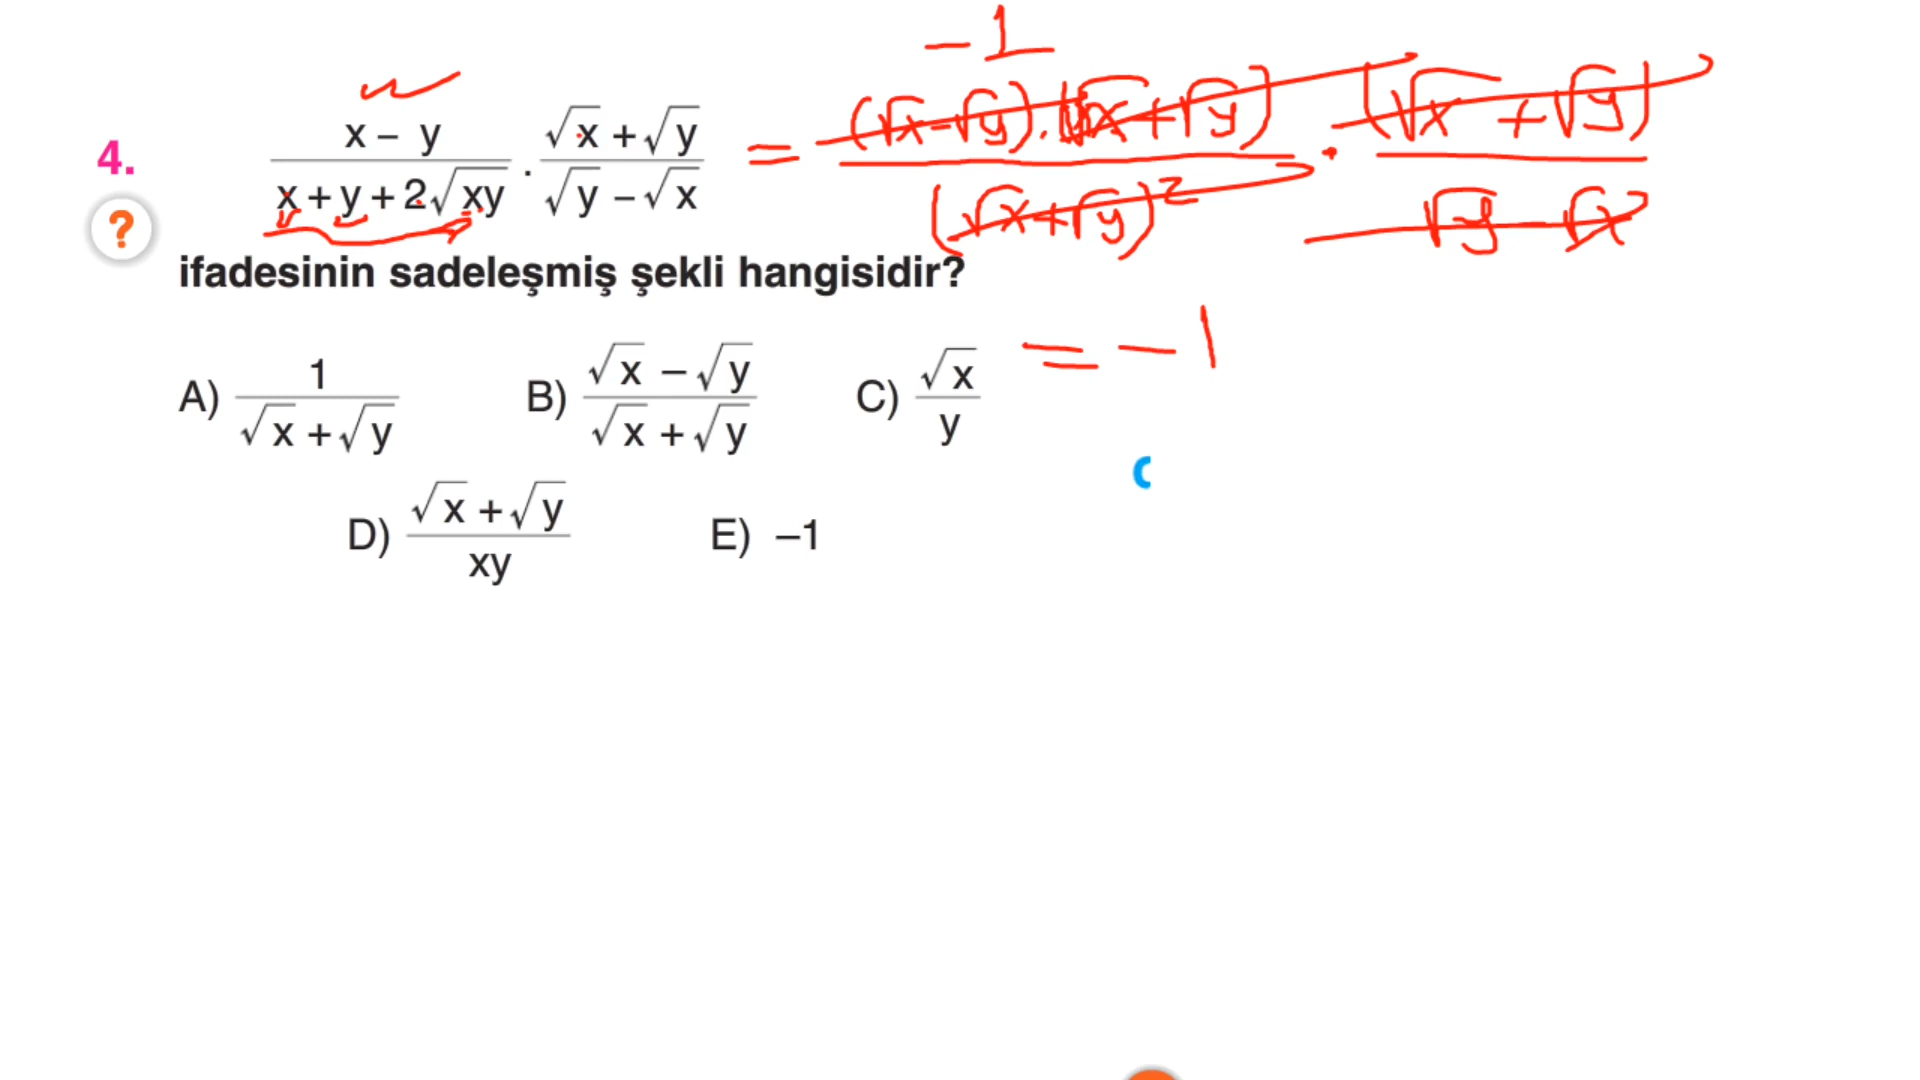 4. (x – y)/(x + y + 2√xy) · (√x + √y)/(√y – √x) = ((√x – √y) · (√x + √y))/(√x + √y)² · (√x + √y)/(√y – √x)
–1
?
ifadesinin sadeleşmiş şekli hangisidir?
= –1
A) 1/(√x + √y) B) (√x – √y)/(√x + √y) C) √x/y
D) (√x + √y)/xy E) –1